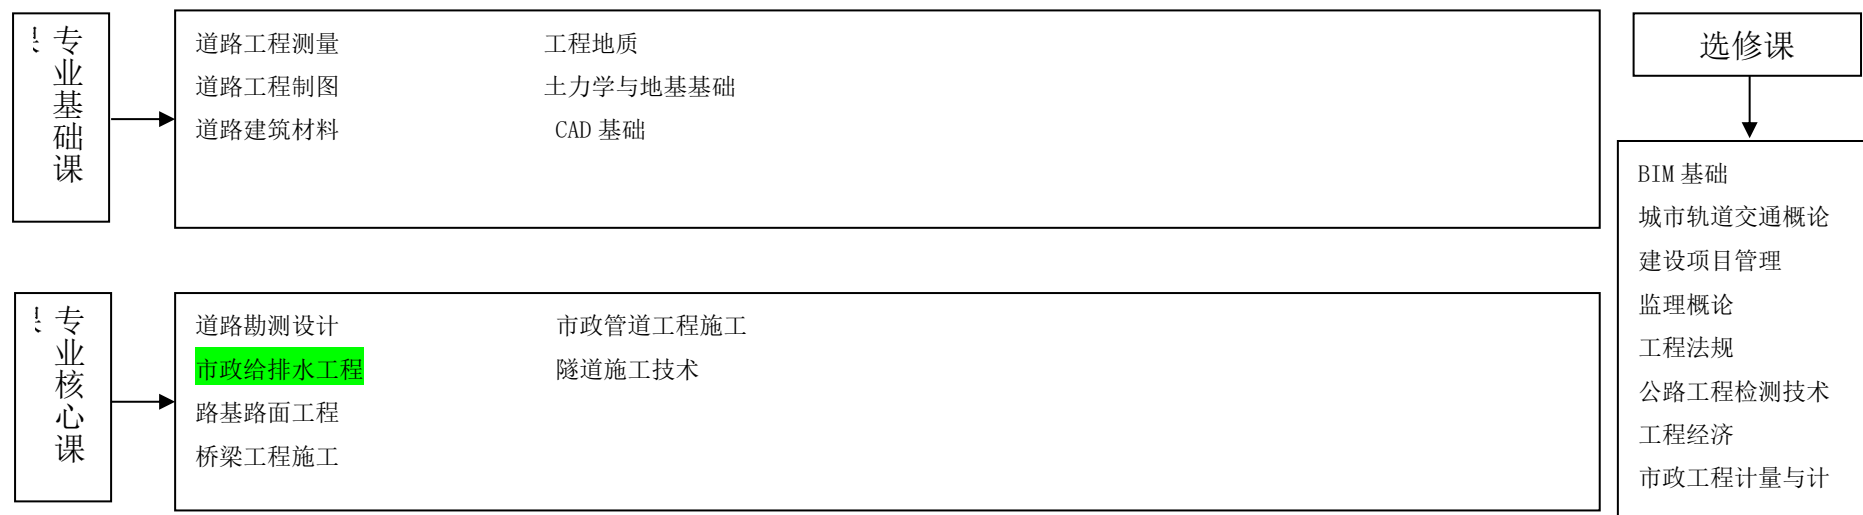 专业基础课
道路工程测量 工程地质
道路工程制图 土力学与地基基础
道路建筑材料 CAD 基础
专业核心课
道路勘测设计 市政管道工程施工
市政给排水工程 隧道施工技术
路基路面工程
桥梁工程施工
选修课
BIM 基础
城市轨道交通概论
建设项目管理
监理概论
工程法规
公路工程检测技术
工程经济
市政工程计量与计